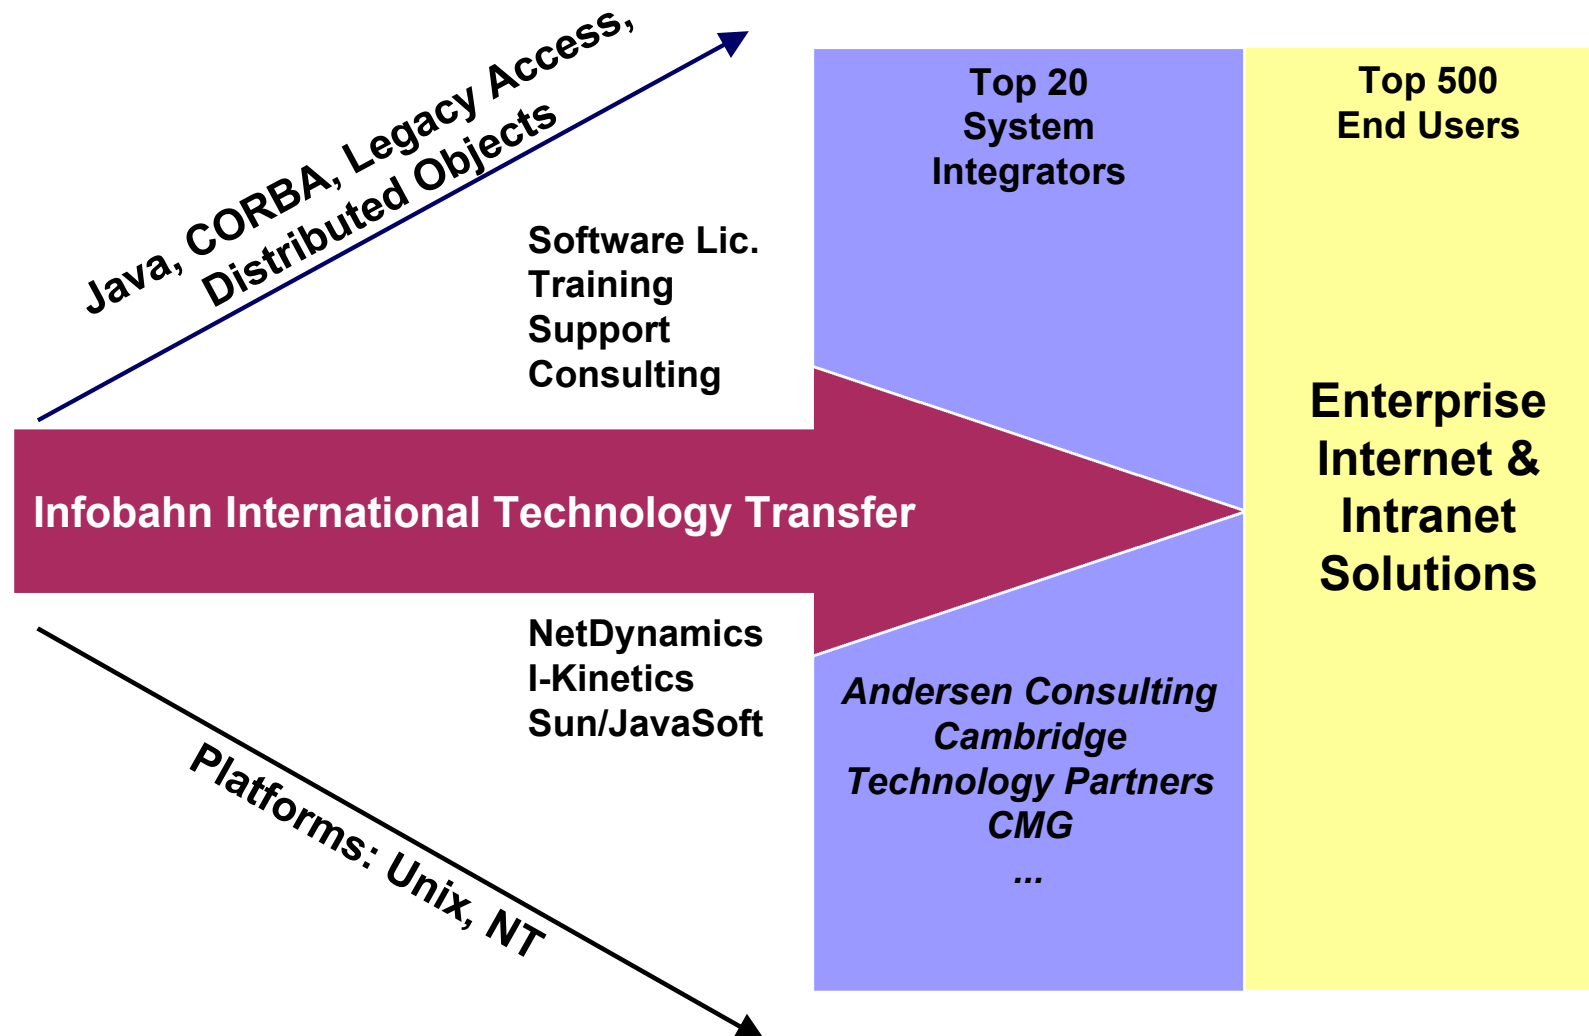 Java, CORBA, Legacy Access,
Distributed Objects
Software Lic.
Training
Support
Consulting
Infobahn International Technology Transfer
NetDynamics
I-Kinetics
Sun/JavaSoft
Platforms: Unix, NT
Top 20
System
Integrators
Andersen Consulting
Cambridge
Technology Partners
CMG
...
Top 500
End Users
Enterprise
Internet &
Intranet
Solutions